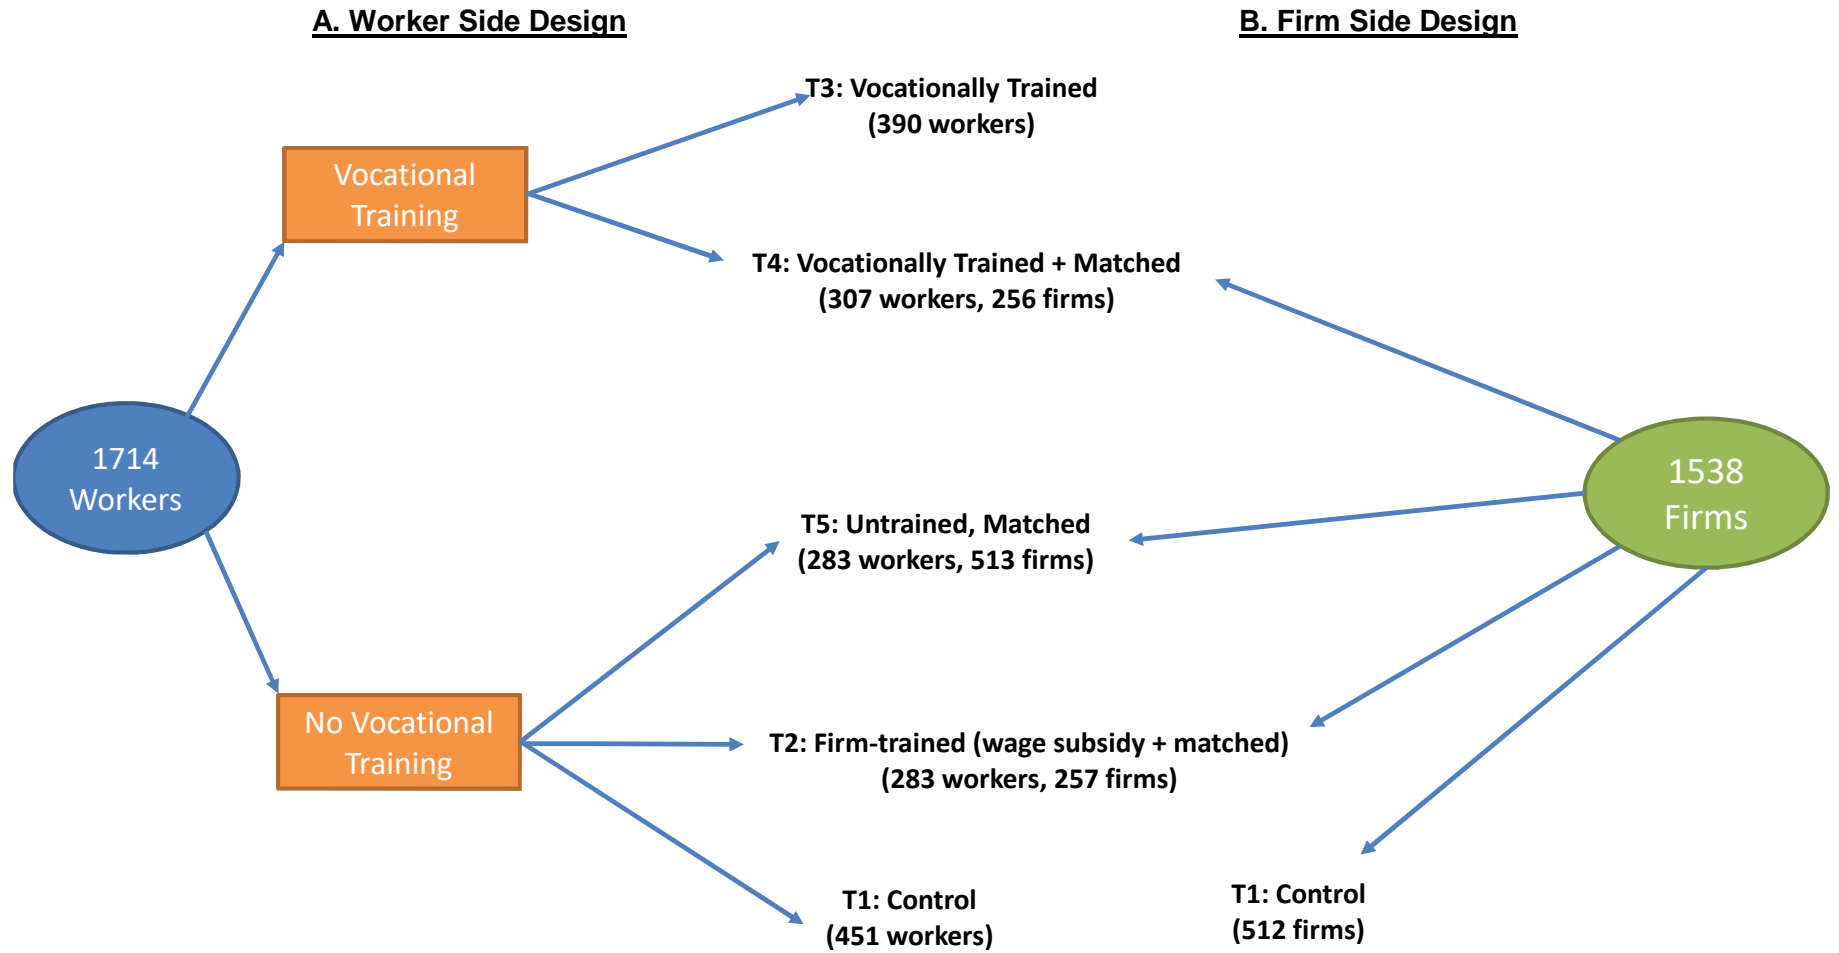 A. Worker Side Design
B. Firm Side Design
T3: Vocationally Trained
(390 workers)
Vocational
Training
T4: Vocationally Trained + Matched
(307 workers, 256 firms)
1714
Workers
1538
Firms
T5: Untrained, Matched
(283 workers, 513 firms)
No Vocational
Training
T2: Firm-trained (wage subsidy + matched)
(283 workers, 257 firms)
T1: Control
(451 workers)
T1: Control
(512 firms)